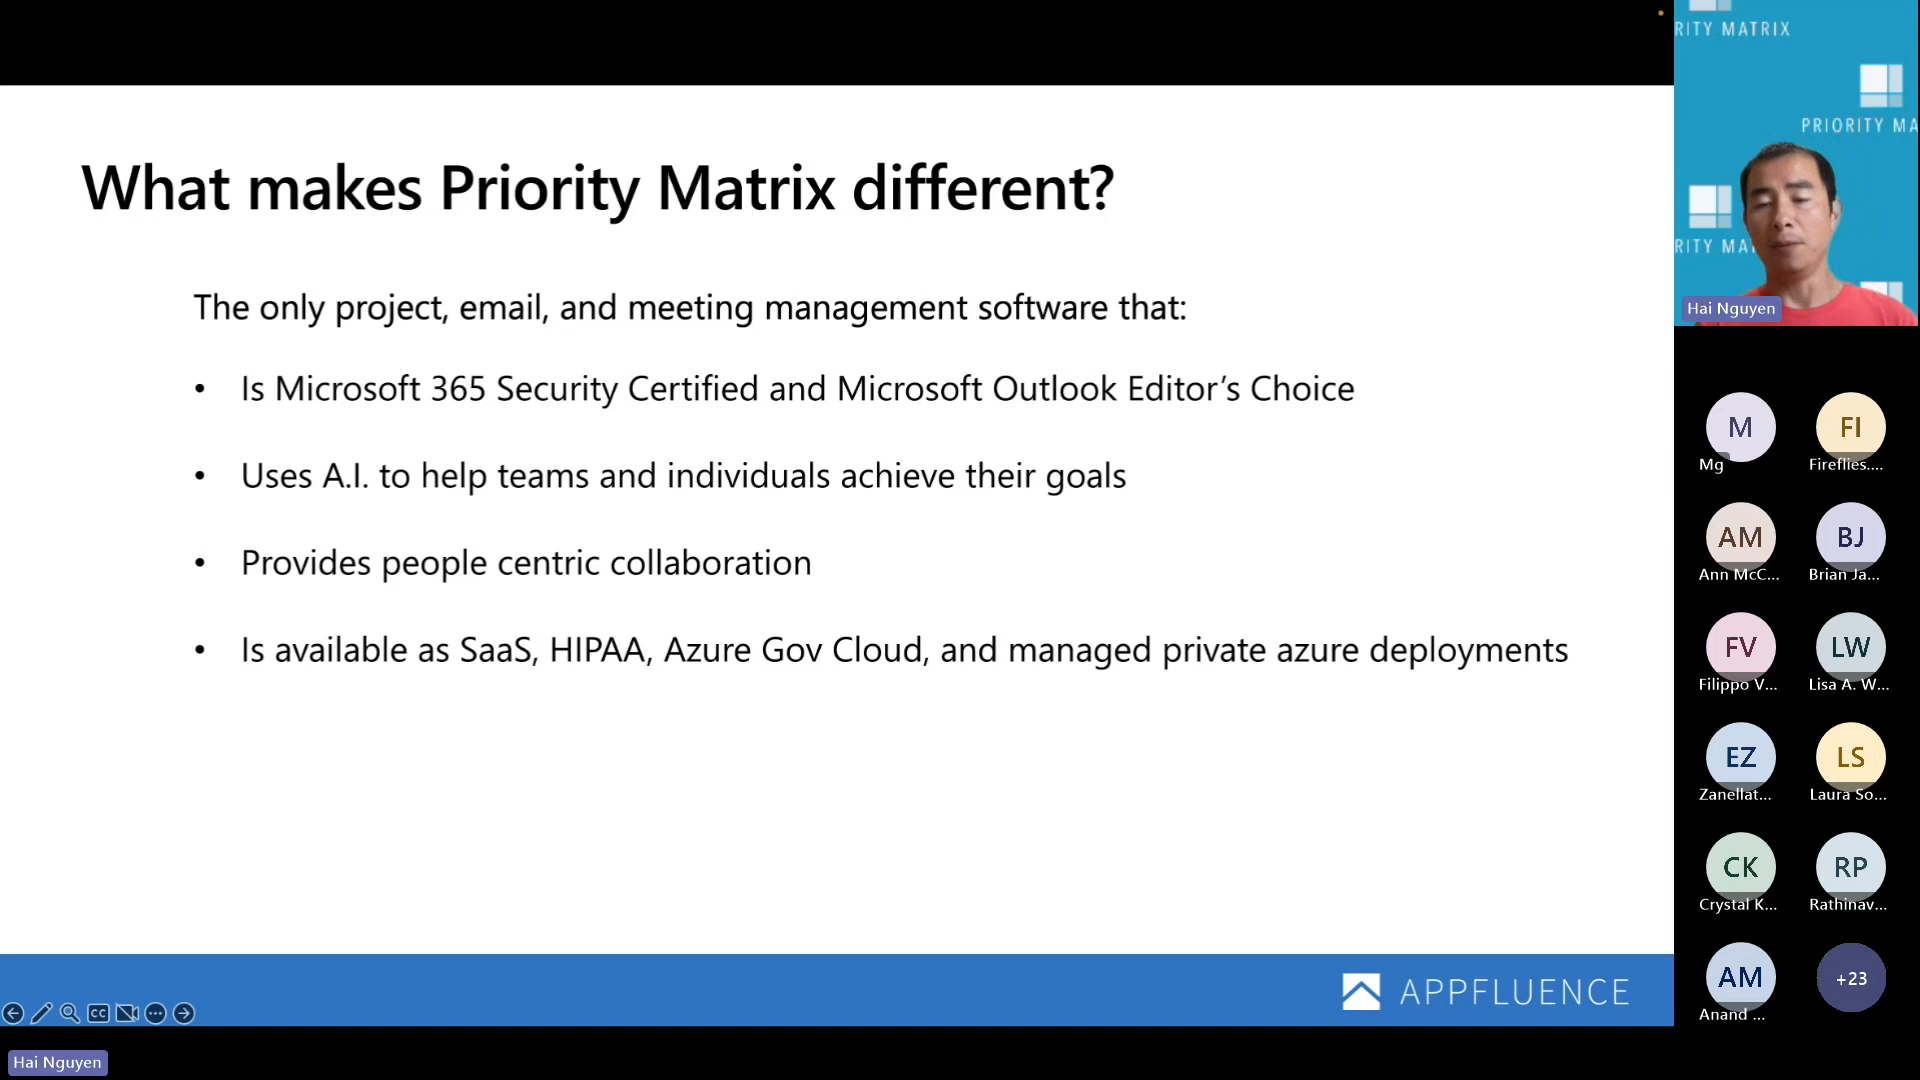 What makes Priority Matrix different?
The only project, email, and meeting management software that:
• Is Microsoft 365 Security Certified and Microsoft Outlook Editor’s Choice
• Uses A.I. to help teams and individuals achieve their goals
• Provides people centric collaboration
• Is available as SaaS, HIPAA, Azure Gov Cloud, and managed private azure deployments
APPFLUENCE
CC
Hai Nguyen
RITY MATRIX
PRIORITY MA
RITY MA
Hai Nguyen
M FI
Mg Fireflies....
AM BJ
Ann McC... Brian Ja...
FV LW
Filippo V... Lisa A. W...
EZ LS
Zanellat... Laura So...
CK RP
Crystal K... Rathinav...
AM +23
Anand ...